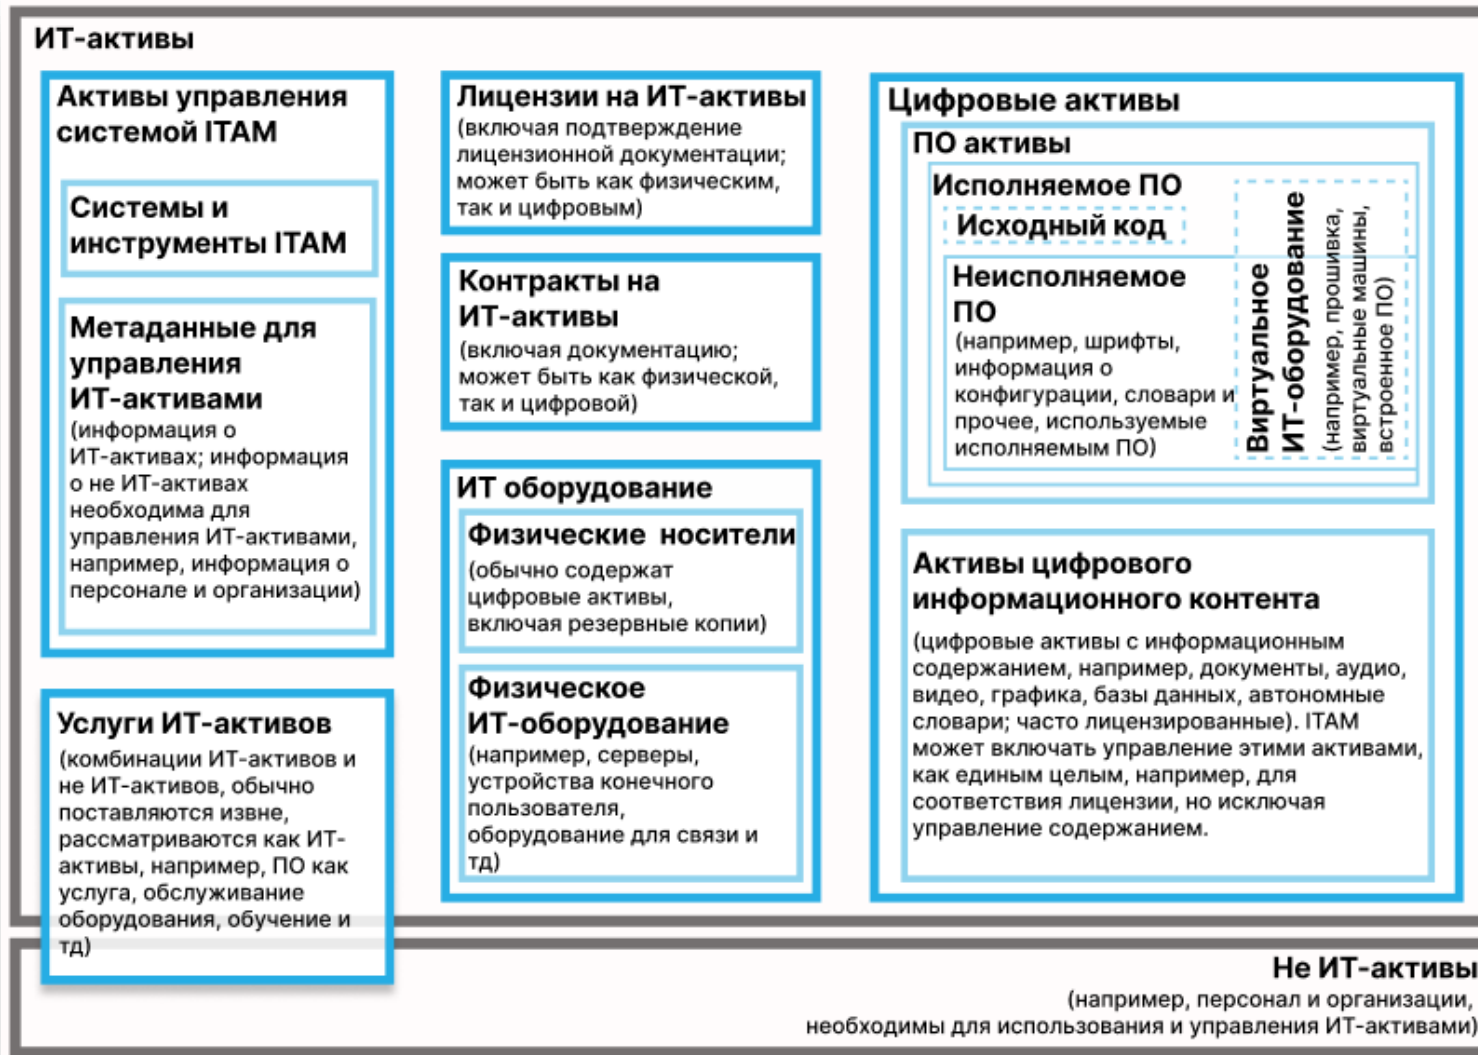 ИТ-активы
Активы управления
системой ITAM
Системы и
инструменты ITAM
Метаданные для
управления
ИТ-активами
(информация о
ИТ-активах; информация
о не ИТ-активах
необходима для
управления ИТ-активами,
например, информация о
персонале и организации)
Услуги ИТ-активов
(комбинации ИТ-активов и
не ИТ-активов, обычно
поставляются извне,
рассматриваются как ИТ-
активы, например, ПО как
услуга, обслуживание
оборудования, обучение и
тд)
Лицензии на ИТ-активы
(включая подтверждение
лицензионной документации;
может быть как физическим,
так и цифровым)
Контракты на
ИТ-активы
(включая документацию;
может быть как физической,
так и цифровой)
ИТ оборудование
Физические носители
(обычно содержат
цифровые активы,
включая резервные копии)
Физическое
ИТ-оборудование
(например, серверы,
устройства конечного
пользователя,
оборудование для связи и
тд)
Цифровые активы
ПО активы
Исполняемое ПО
Исходный код
Неисполняемое
ПО
(например, шрифты,
информация о
конфигурации, словари и
прочее, используемые
исполняемым ПО)
Виртуальное
ИТ-оборудование
(например, прошивка,
виртуальные машины,
встроенное ПО)
Активы цифрового
информационного контента
(цифровые активы с информационным
содержанием, например, документы, аудио,
видео, графика, базы данных, автономные
словари; часто лицензированные). ITAM
может включать управление этими активами,
как единым целым, например, для
соответствия лицензии, но исключая
управление содержанием.
Не ИТ-активы
(например, персонал и организации,
необходимы для использования и управления ИТ-активами)